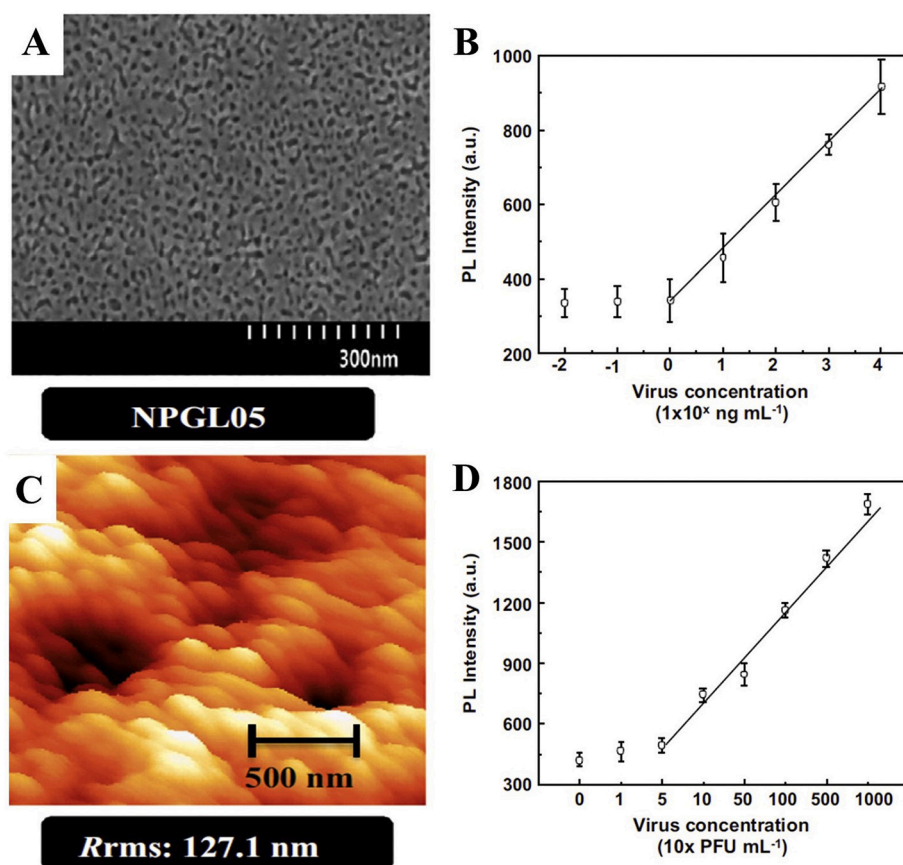 A
300nm
NPGL05
B
1000
800
600
400
200
PL Intensity (a.u.)
-2 -1 0 1 2 3 4
Virus concentration
(1x10ˣ ng mL⁻¹)
C
500 nm
Rrms: 127.1 nm
D
1800
1500
1200
900
600
300
PL Intensity (a.u.)
0 1 5 10 50 100 500 1000
Virus concentration
(10x PFU mL⁻¹)